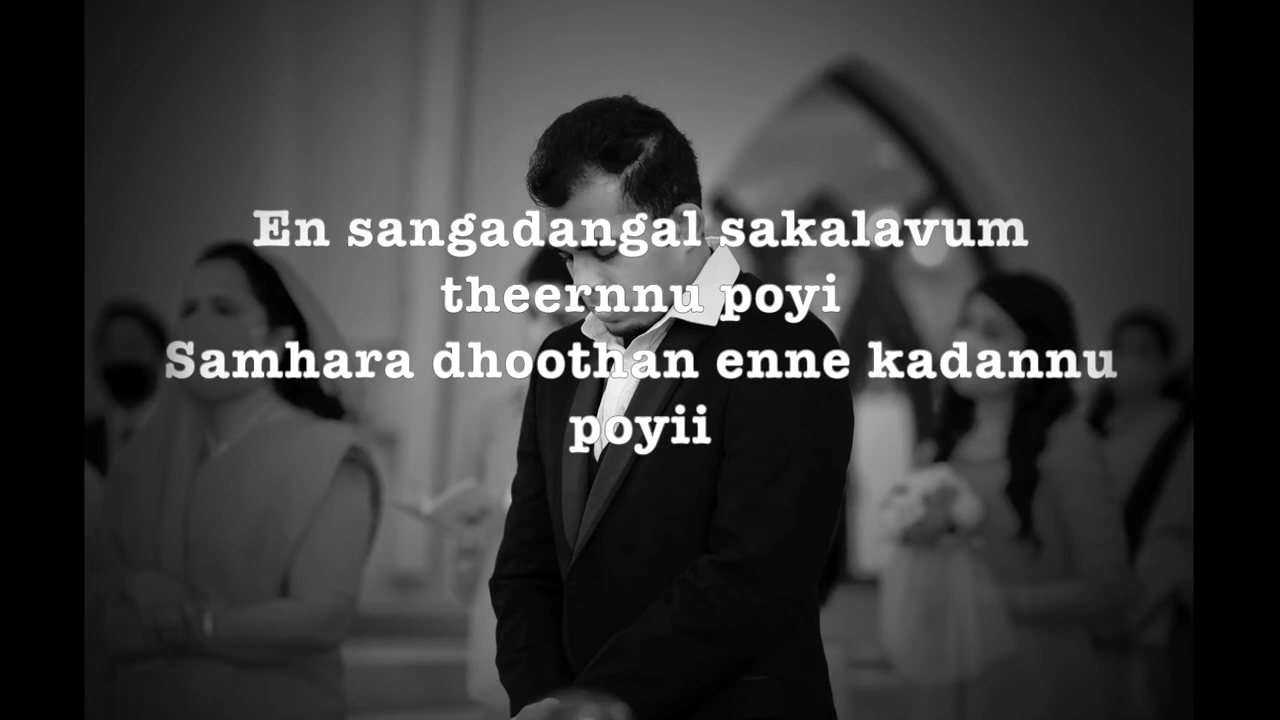 En sangadangal sakalavum
theernnu poyi
Samhara dhoothan enne kadannu
poyii